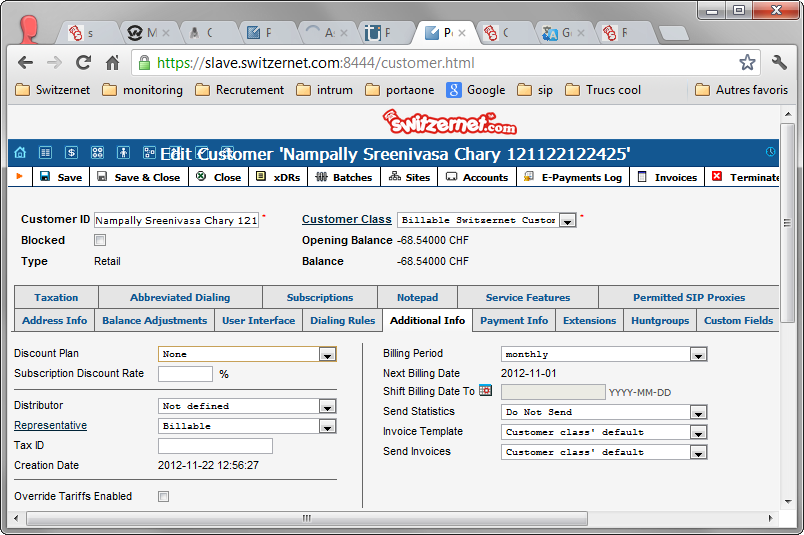 s M A C F A P C G F
https://slave.switzernet.com:8444/customer.html
Switzernet monitoring Recrutement intrum portaone Google sip Trucs cool Autres favoris
switzernet.com
Edit Customer 'Nampally Sreenivasa Chary 121122122425'
Save Save & Close Close xDRs Batches Sites Accounts E-Payments Log Invoices Terminate
Customer ID Nampally Sreenivasa Chary 121 * Customer Class Billable Switzernet Custom *
Blocked Opening Balance -68.54000 CHF
Type Retail Balance -68.54000 CHF
Taxation Abbreviated Dialing Subscriptions Notepad Service Features Permitted SIP Proxies
Address Info Balance Adjustments User Interface Dialing Rules Additional Info Payment Info Extensions Huntgroups Custom Fields
Discount Plan None Billing Period monthly
Subscription Discount Rate % Next Billing Date 2012-11-01
Shift Billing Date To YYYY-MM-DD
Distributor Not defined Send Statistics Do Not Send
Representative Billable Invoice Template Customer class' default
Tax ID Send Invoices Customer class' default
Creation Date 2012-11-22 12:56:27
Override Tariffs Enabled